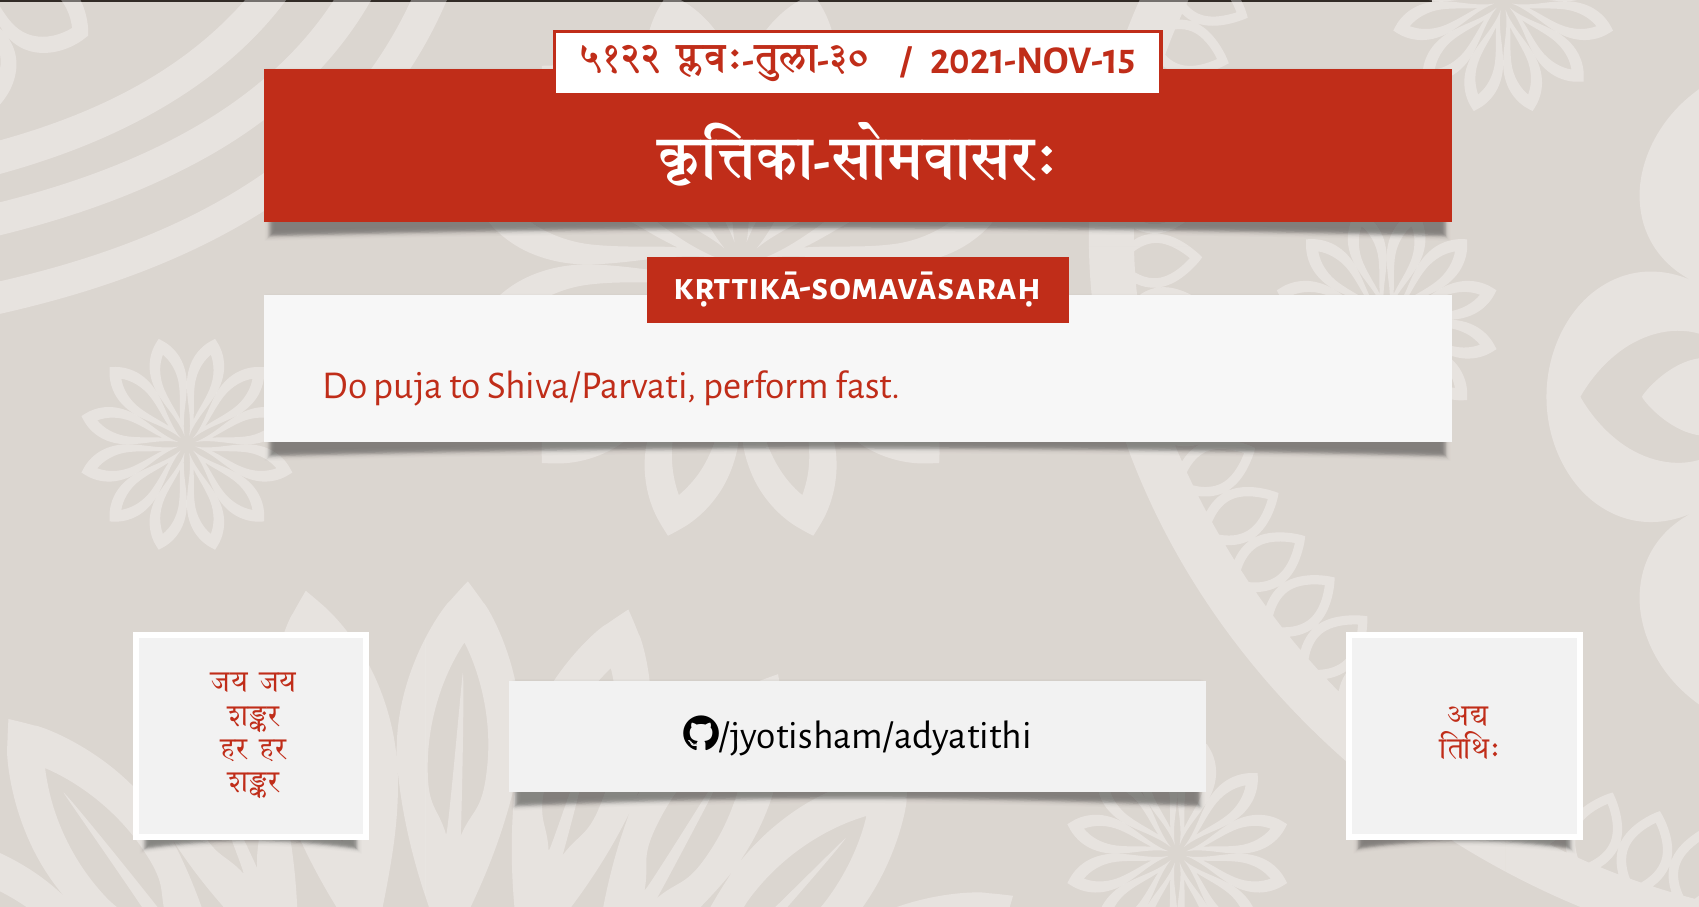 ५१२२ प्लवः-तुला-३० / 2021-NOV-15
कृत्तिका-सोमवासरः
KṚTTIKĀ-SOMAVĀSARAḤ
Do puja to Shiva/Parvati, perform fast.
जय जय
शङ्कर
हर हर
शङ्कर
/jyotisham/adyatithi
अद्य
तिथिः